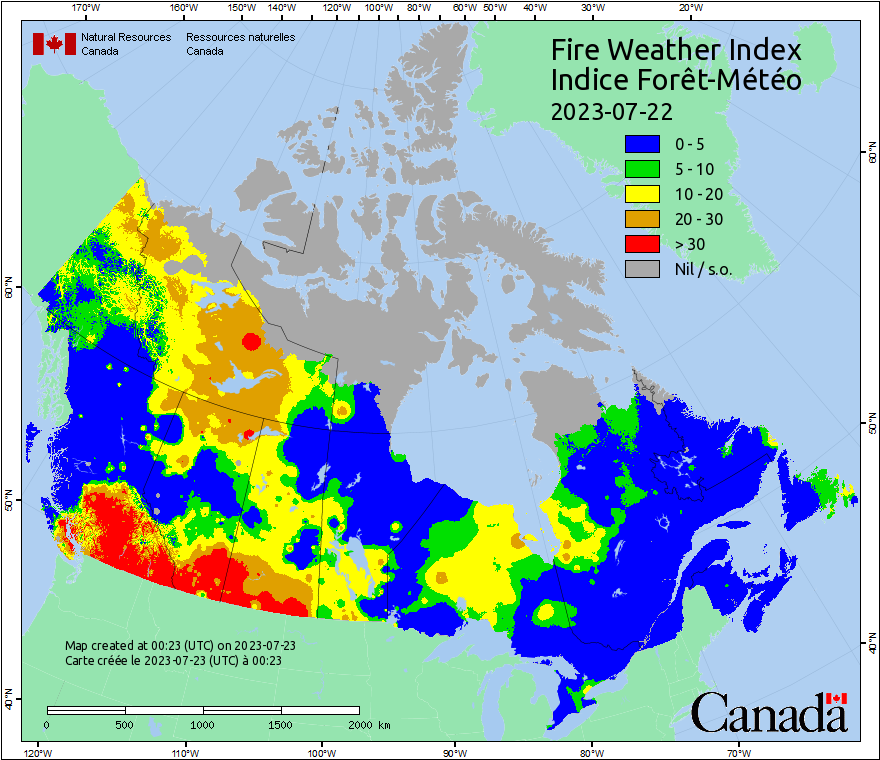 170°W 160°W 150°W 140°W 120°W 100°W 80°W 60°W 50°W 40°W 30°W 20°W
Natural Resources Ressources naturelles
Canada Canada
Fire Weather Index
Indice Forêt-Météo
2023-07-22
0 - 5
5 - 10
10 - 20
20 - 30
> 30
Nil / s.o.
60°N
60°N
50°N
50°N
40°N
40°N
Map created at 00:23 (UTC) on 2023-07-23
Carte créée le 2023-07-23 (UTC) à 00:23
0 500 1000 1500 2000 km
Canada
120°W 110°W 100°W 90°W 80°W 70°W